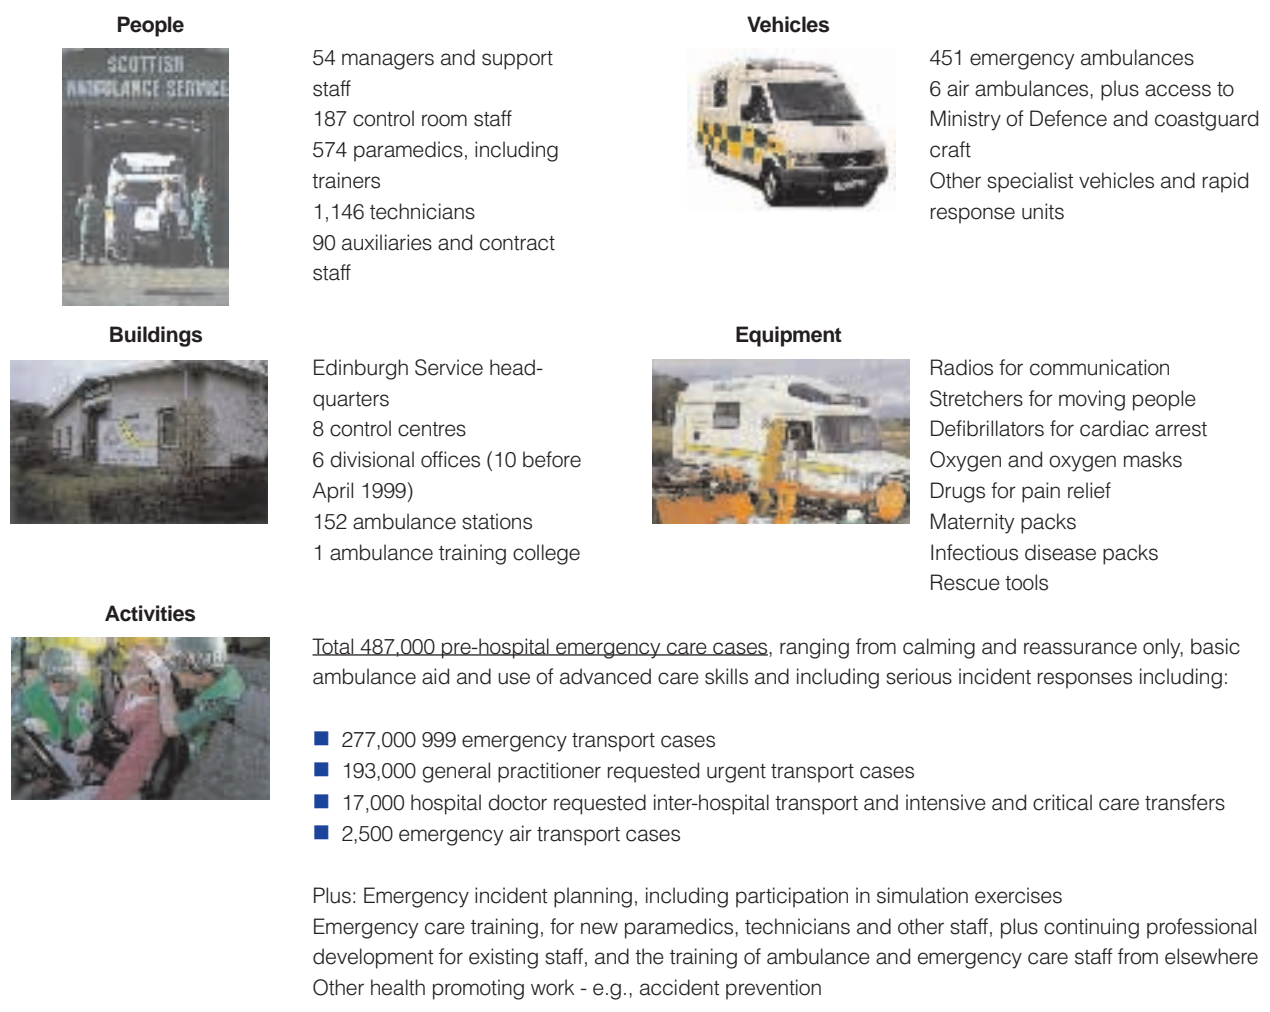 People
SCOTTISH
AMBULANCE SERVICE
54 managers and support
staff
187 control room staff
574 paramedics, including
trainers
1,146 technicians
90 auxiliaries and contract
staff
Vehicles
451 emergency ambulances
6 air ambulances, plus access to
Ministry of Defence and coastguard
craft
Other specialist vehicles and rapid
response units
Buildings
Edinburgh Service head-
quarters
8 control centres
6 divisional offices (10 before
April 1999)
152 ambulance stations
1 ambulance training college
Equipment
Radios for communication
Stretchers for moving people
Defibrillators for cardiac arrest
Oxygen and oxygen masks
Drugs for pain relief
Maternity packs
Infectious disease packs
Rescue tools
Activities
Total 487,000 pre-hospital emergency care cases, ranging from calming and reassurance only, basic
ambulance aid and use of advanced care skills and including serious incident responses including:
277,000 999 emergency transport cases
193,000 general practitioner requested urgent transport cases
17,000 hospital doctor requested inter-hospital transport and intensive and critical care transfers
2,500 emergency air transport cases
Plus: Emergency incident planning, including participation in simulation exercises
Emergency care training, for new paramedics, technicians and other staff, plus continuing professional
development for existing staff, and the training of ambulance and emergency care staff from elsewhere
Other health promoting work - e.g., accident prevention